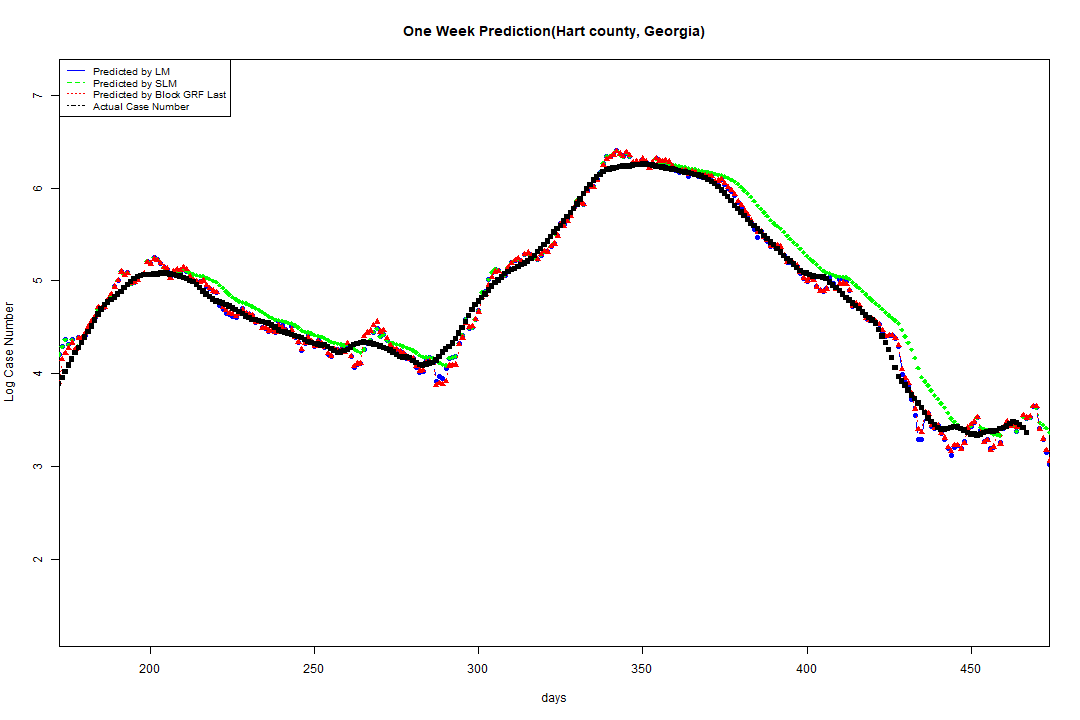 One Week Prediction(Hart county, Georgia)
Predicted by LM
Predicted by SLM
Predicted by Block GRF Last
Actual Case Number
7
6
5
4
3
2
Log Case Number
200 250 300 350 400 450
days